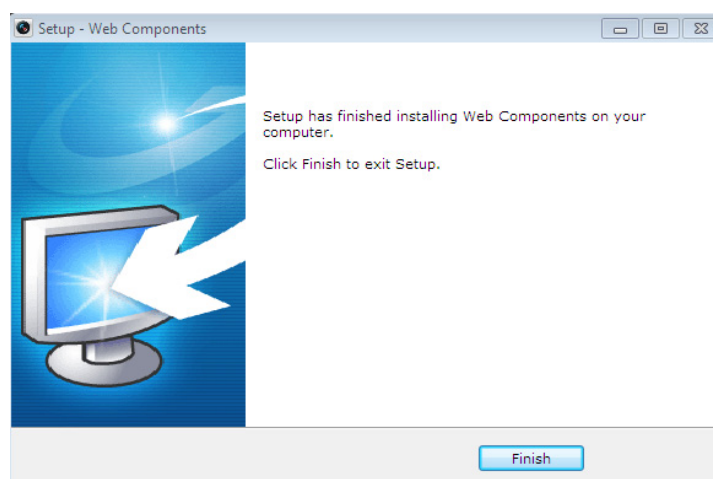 Setup - Web Components
Setup has finished installing Web Components on your
computer.
Click Finish to exit Setup.
Finish